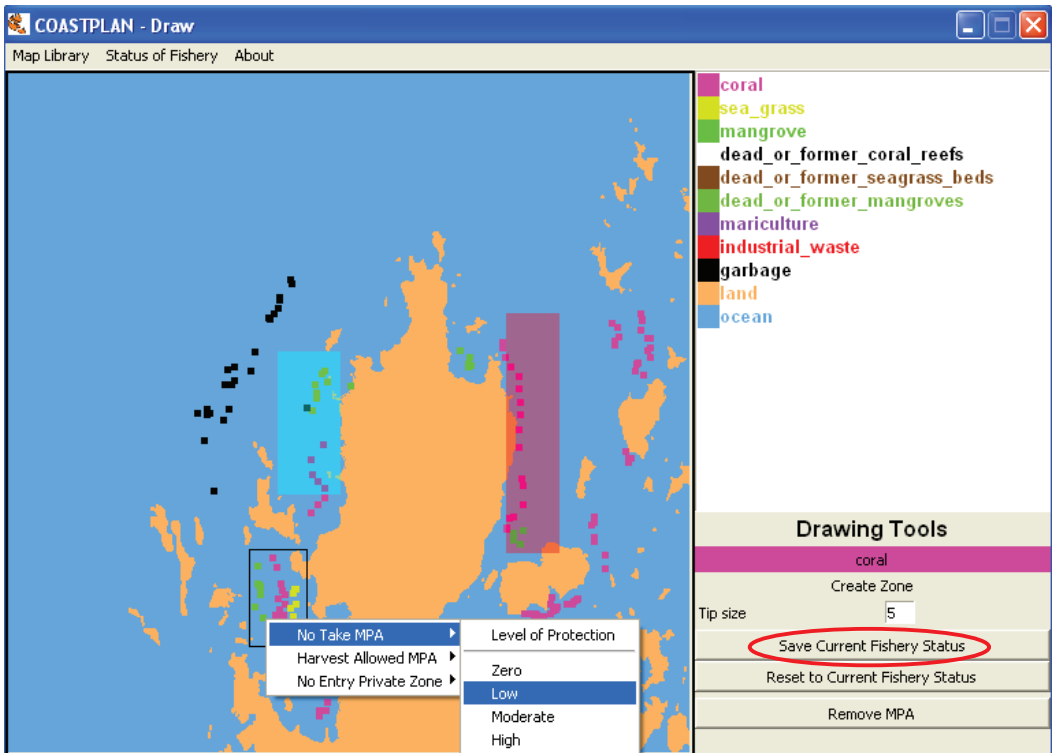 COASTPLAN - Draw
Map Library Status of Fishery About
coral
sea_grass
mangrove
dead_or_former_coral_reefs
dead_or_former_seagrass_beds
dead_or_former_mangroves
mariculture
industrial_waste
garbage
land
ocean
Drawing Tools
coral
Create Zone
Tip size 5
Save Current Fishery Status
Reset to Current Fishery Status
Remove MPA
No Take MPA
Harvest Allowed MPA
No Entry Private Zone
Level of Protection
Zero
Low
Moderate
High